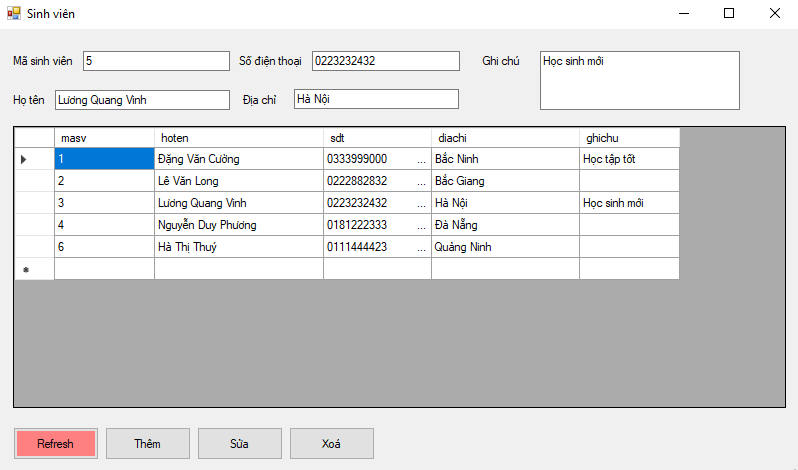 Sinh viên
Mã sinh viên 5 Số điện thoại 0223232432 Ghi chú Học sinh mới
Họ tên Lương Quang Vinh Địa chỉ Hà Nội
masv hoten sdt diachi ghichu
1 Đặng Văn Cường 0333999000 ... Bắc Ninh Học tập tốt
2 Lê Văn Long 0222882832 ... Bắc Giang
3 Lương Quang Vinh 0223232432 ... Hà Nội Học sinh mới
4 Nguyễn Duy Phương 0181222333 ... Đà Nẵng
6 Hà Thị Thuý 0111444423 ... Quảng Ninh
Refresh Thêm Sửa Xoá